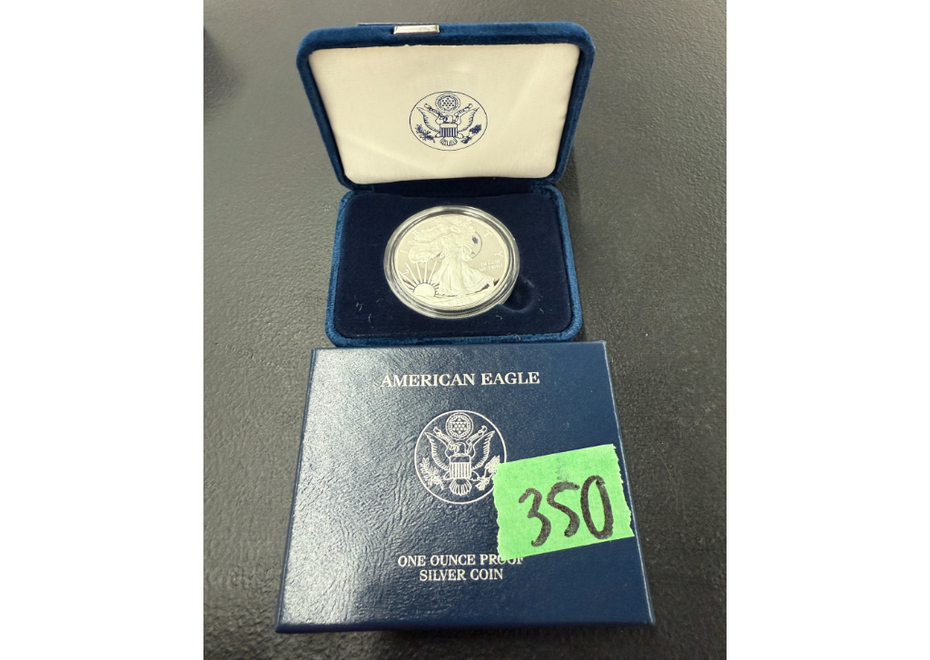 AMERICAN EAGLE
350
ONE OUNCE PROOF
SILVER COIN